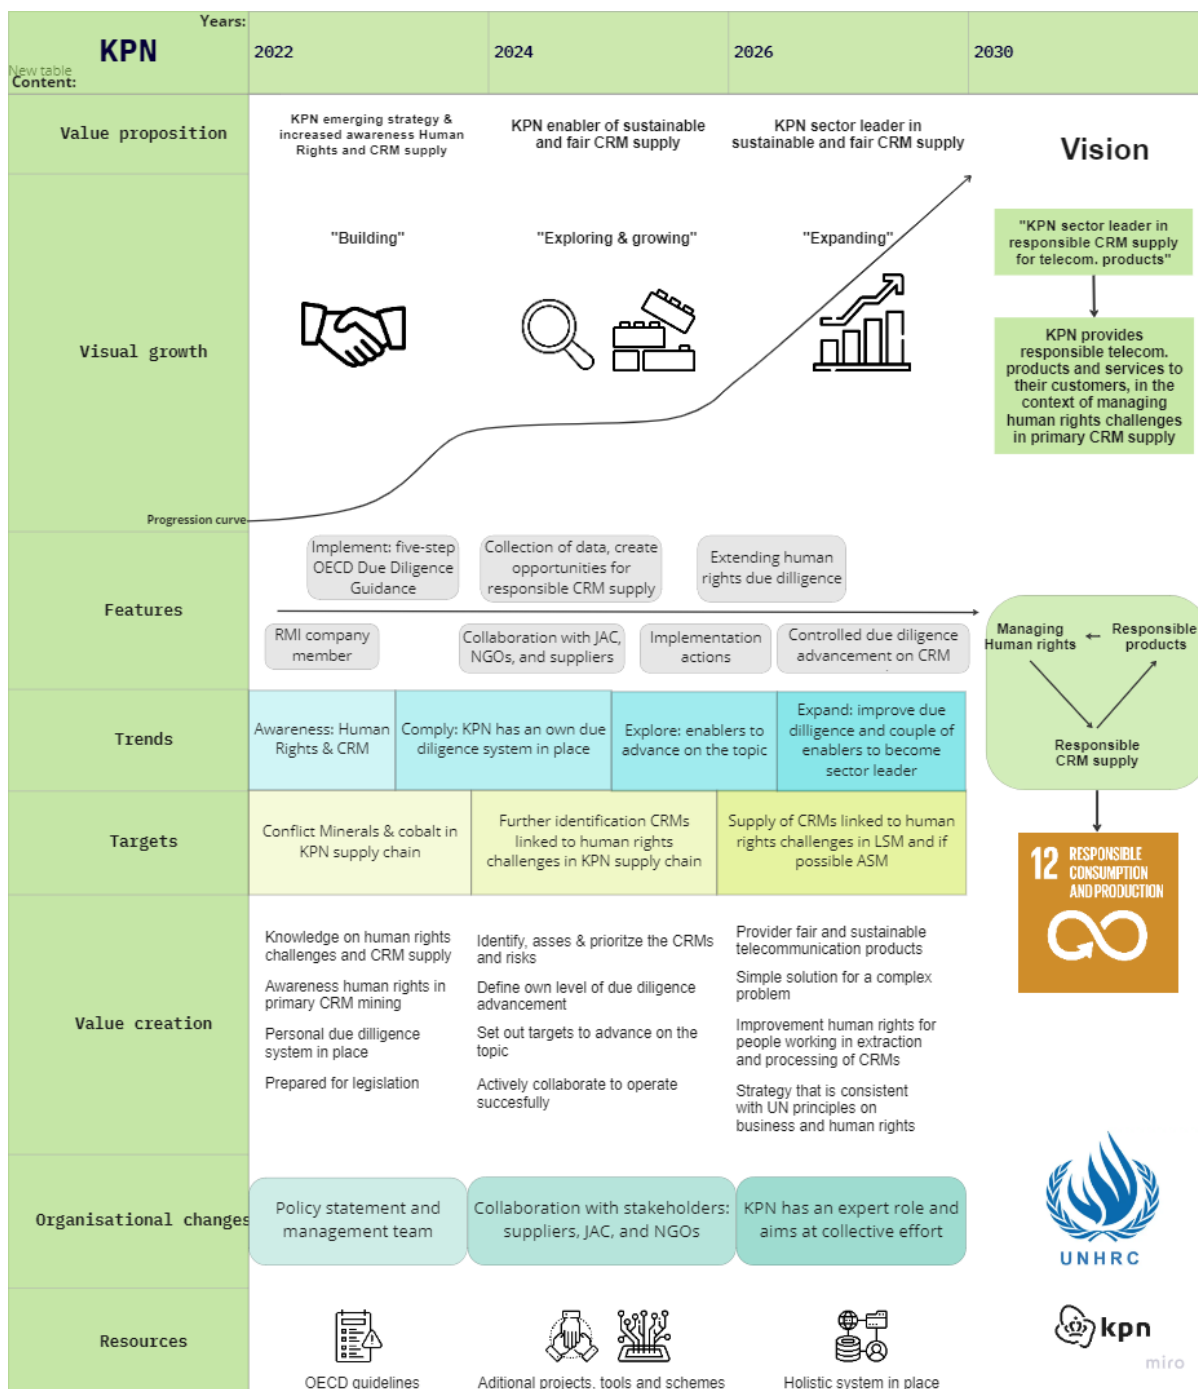 Years:
KPN
New table
Content:
2022
2024
2026
2030
Value proposition
KPN emerging strategy &
increased awareness Human
Rights and CRM supply
KPN enabler of sustainable
and fair CRM supply
KPN sector leader in
sustainable and fair CRM supply
Vision
Visual growth
"Building"
"Exploring & growing"
"Expanding"
"KPN sector leader in
responsible CRM supply
for telecom. products"
KPN provides
responsible telecom.
products and services to
their customers, in the
context of managing
human rights challenges
in primary CRM supply
Progression curve
Features
Implement: five-step
OECD Due Diligence
Guidance
Collection of data, create
opportunities for
responsible CRM supply
Extending human
rights due dilligence
RMI company
member
Collaboration with JAC,
NGOs, and suppliers
Implementation
actions
Controlled due diligence
advancement on CRM
Managing
Human rights
Responsible
products
Responsible
CRM supply
Trends
Awareness: Human
Rights & CRM
Comply: KPN has an own due
diligence system in place
Explore: enablers to
advance on the topic
Expand: improve due
dilligence and couple of
enablers to become
sector leader
Targets
Conflict Minerals & cobalt in
KPN supply chain
Further identification CRMs
linked to human rights
challenges in KPN supply chain
Supply of CRMs linked to human
rights challenges in LSM and if
possible ASM
12 RESPONSIBLE
CONSUMPTION
AND PRODUCTION
Value creation
Knowledge on human rights
challenges and CRM supply
Awareness human rights in
primary CRM mining
Personal due dilligence
system in place
Prepared for legislation
Identify, asses & prioritze the CRMs
and risks
Define own level of due diligence
advancement
Set out targets to advance on the
topic
Actively collaborate to operate
succesfully
Provider fair and sustainable
telecommunication products
Simple solution for a complex
problem
Improvement human rights for
people working in extraction
and processing of CRMs
Strategy that is consistent
with UN principles on
business and human rights
Organisational changes
Policy statement and
management team
Collaboration with stakeholders:
suppliers, JAC, and NGOs
KPN has an expert role and
aims at collective effort
UNHRC
Resources
OECD guidelines
Aditional projects, tools and schemes
Holistic system in place
kpn
miro